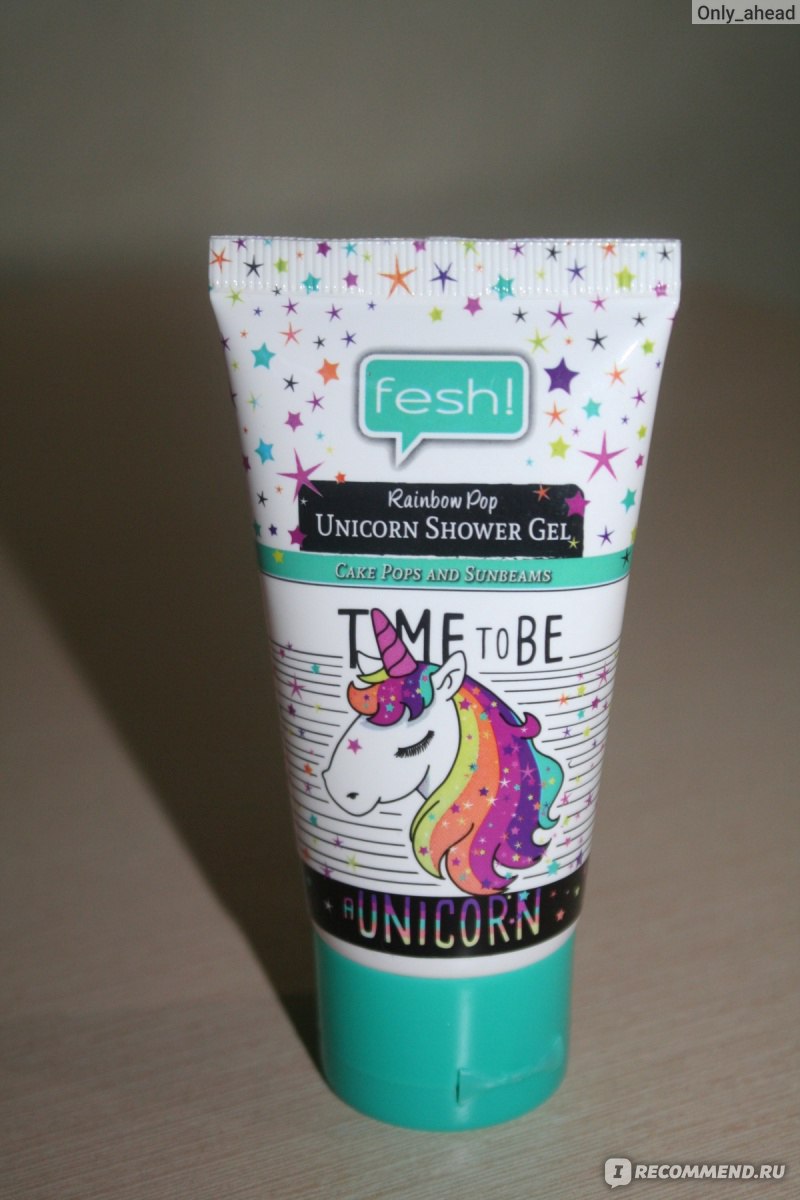 Only_ahead
fesh!
Rainbow Pop
UNICORN SHOWER GEL
CAKE POPS AND SUNBEAMS
TIME TO BE
A UNICORN
I RECOMMEND.RU